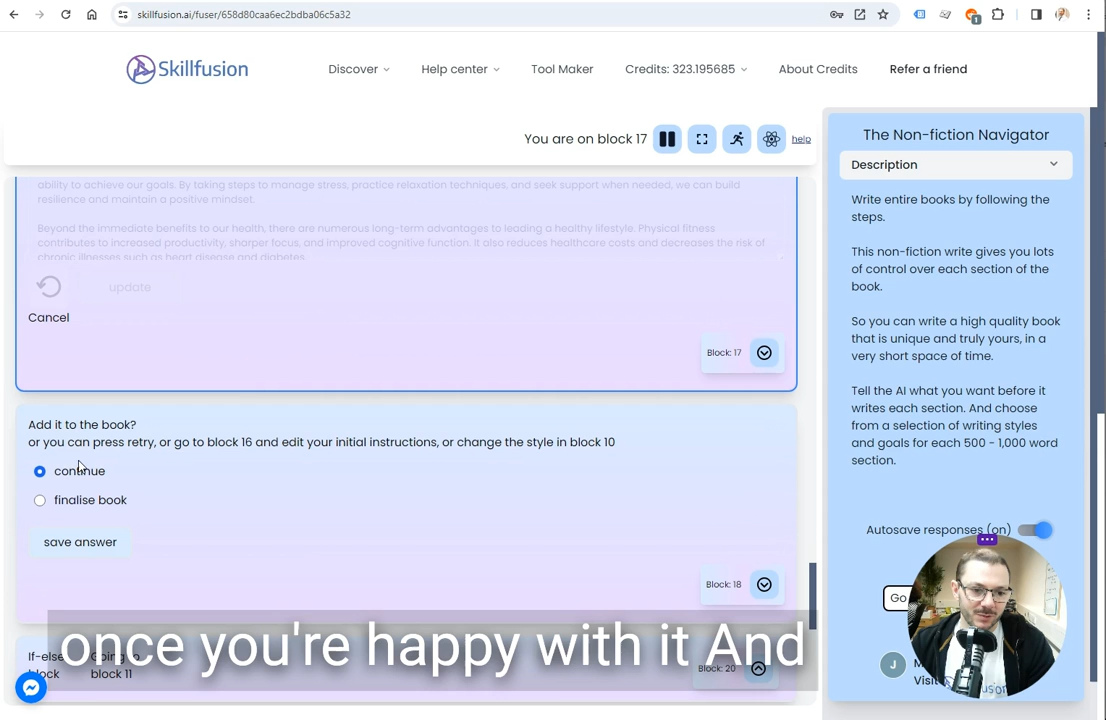 skillfusion.ai/fuser/658d80caa6ec2bdba06c5a32
1
Skillfusion
Discover
Help center
Tool Maker
Credits: 323.195685
About Credits
Refer a friend
You are on block 17
help
ability to achieve our goals. By taking steps to manage stress, practice relaxation techniques, and seek support when needed, we can build
resilience and maintain a positive mindset.
Beyond the immediate benefits to our health, there are numerous long-term advantages to leading a healthy lifestyle. Physical fitness
contributes to increased productivity, sharper focus, and improved cognitive function. It also reduces healthcare costs and decreases the risk of
chronic illnesses such as heart disease and diabetes.
update
Cancel
Block: 17
Add it to the book?
or you can press retry, or go to block 16 and edit your initial instructions, or change the style in block 10
continue
finalise book
save answer
Block: 18
If-else Going to
block block 11
Block: 20
once you're happy with it And
The Non-fiction Navigator
Description
Write entire books by following the
steps.
This non-fiction write gives you lots
of control over each section of the
book.
So you can write a high quality book
that is unique and truly yours, in a
very short space of time.
Tell the AI what you want before it
writes each section. And choose
from a selection of writing styles
and goals for each 500 - 1,000 word
section.
Autosave responses (on)
Go
J
Visit